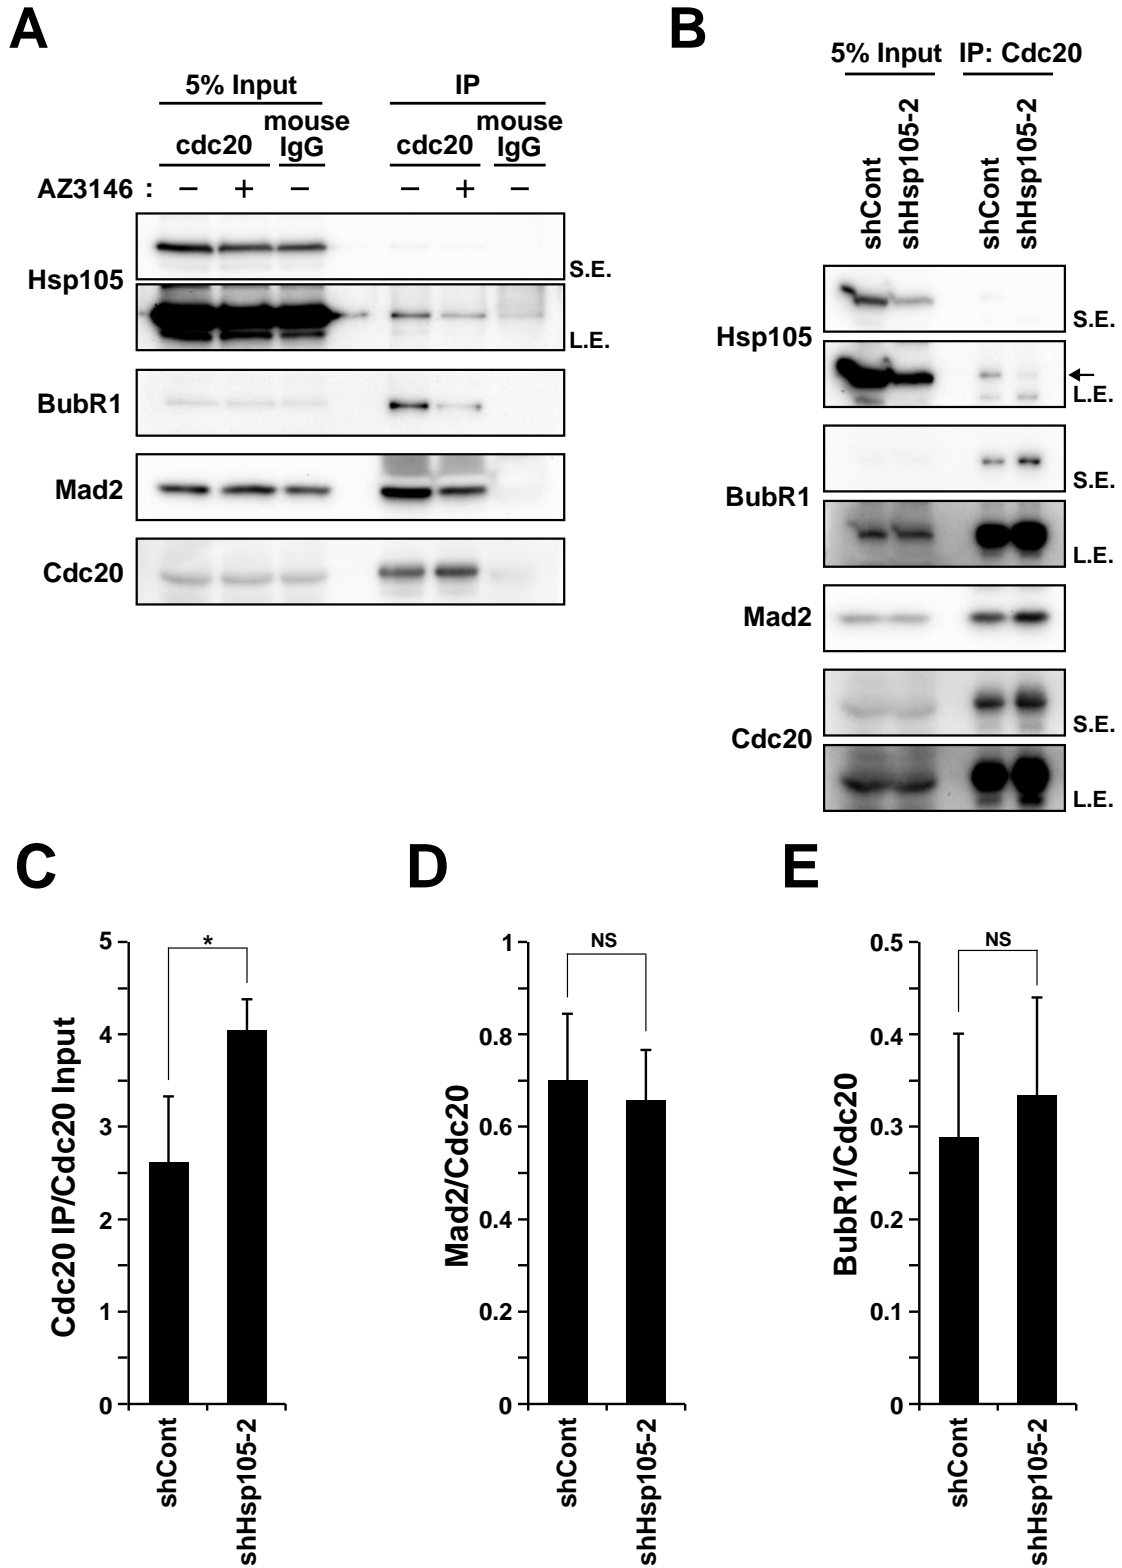 A
5% Input IP
cdc20 mouse IgG cdc20 mouse IgG
AZ3146 : − + − − + −
Hsp105
S.E.
L.E.
BubR1
Mad2
Cdc20
B
5% Input IP: Cdc20
shCont shHsp105-2 shCont shHsp105-2
Hsp105
S.E.
L.E.
BubR1
S.E.
L.E.
Mad2
Cdc20
S.E.
L.E.
C
Cdc20 IP/Cdc20 Input
5
4
3
2
1
0
*
shCont
shHsp105-2
D
Mad2/Cdc20
1
0.8
0.6
0.4
0.2
0
NS
shCont
shHsp105-2
E
BubR1/Cdc20
0.5
0.4
0.3
0.2
0.1
0
NS
shCont
shHsp105-2